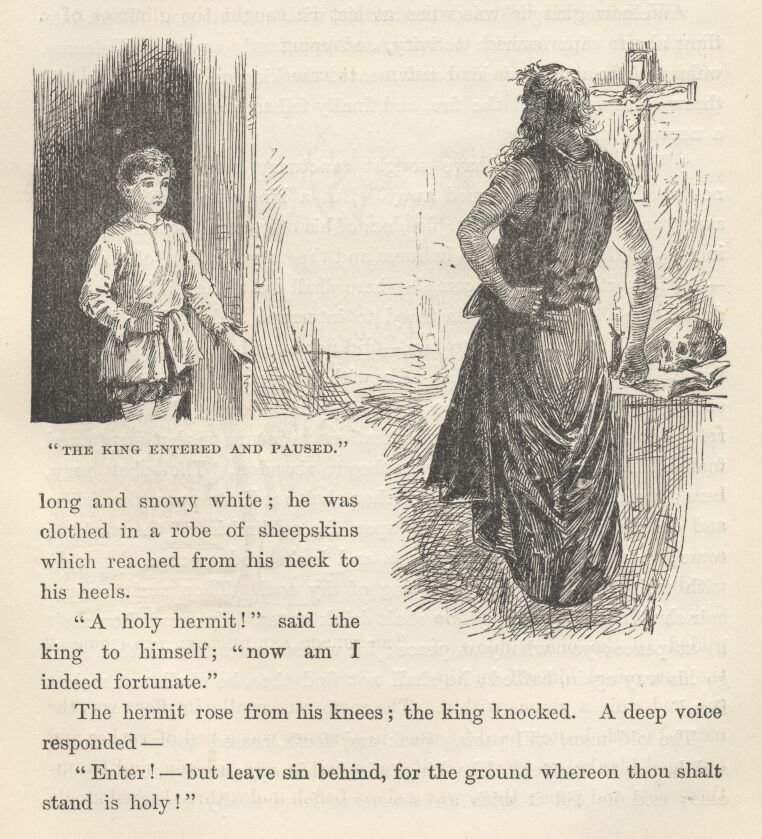 “THE KING ENTERED AND PAUSED.”
long and snowy white; he was
clothed in a robe of sheepskins
which reached from his neck to
his heels.
“A holy hermit!” said the
king to himself; “now am I
indeed fortunate.”
The hermit rose from his knees; the king knocked. A deep voice
responded—
“Enter!—but leave sin behind, for the ground whereon thou shalt
stand is holy!”